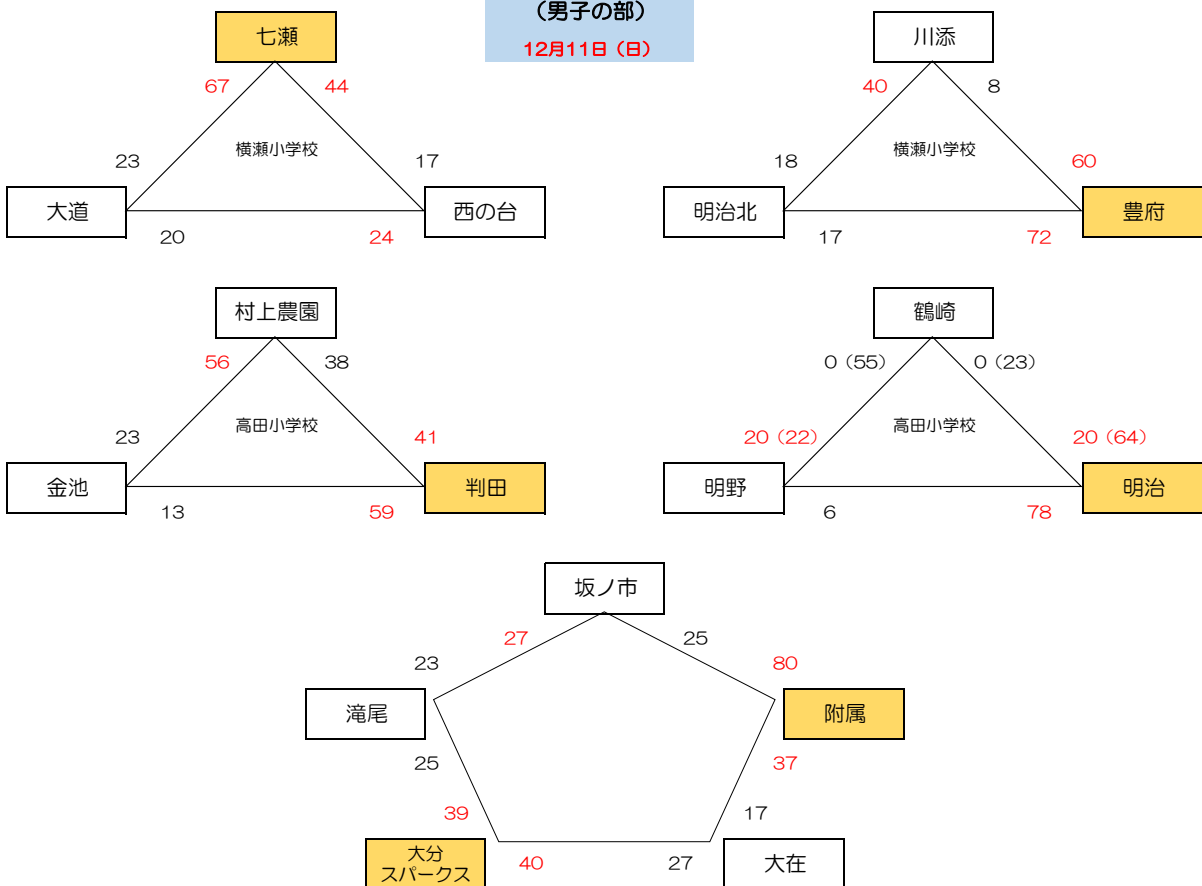 （男子の部）
12月11日（日）
七瀬
67
44
横瀬小学校
23
17
大道
西の台
20
24
川添
40
8
横瀬小学校
18
60
明治北
豊府
17
72
村上農園
56
38
高田小学校
23
41
金池
判田
13
59
鶴崎
0（55）
0（23）
高田小学校
20（22）
20（64）
明野
明治
6
78
坂ノ市
27
25
23
80
滝尾
附属
25
37
39
17
大分
スパークス
40
27
大在